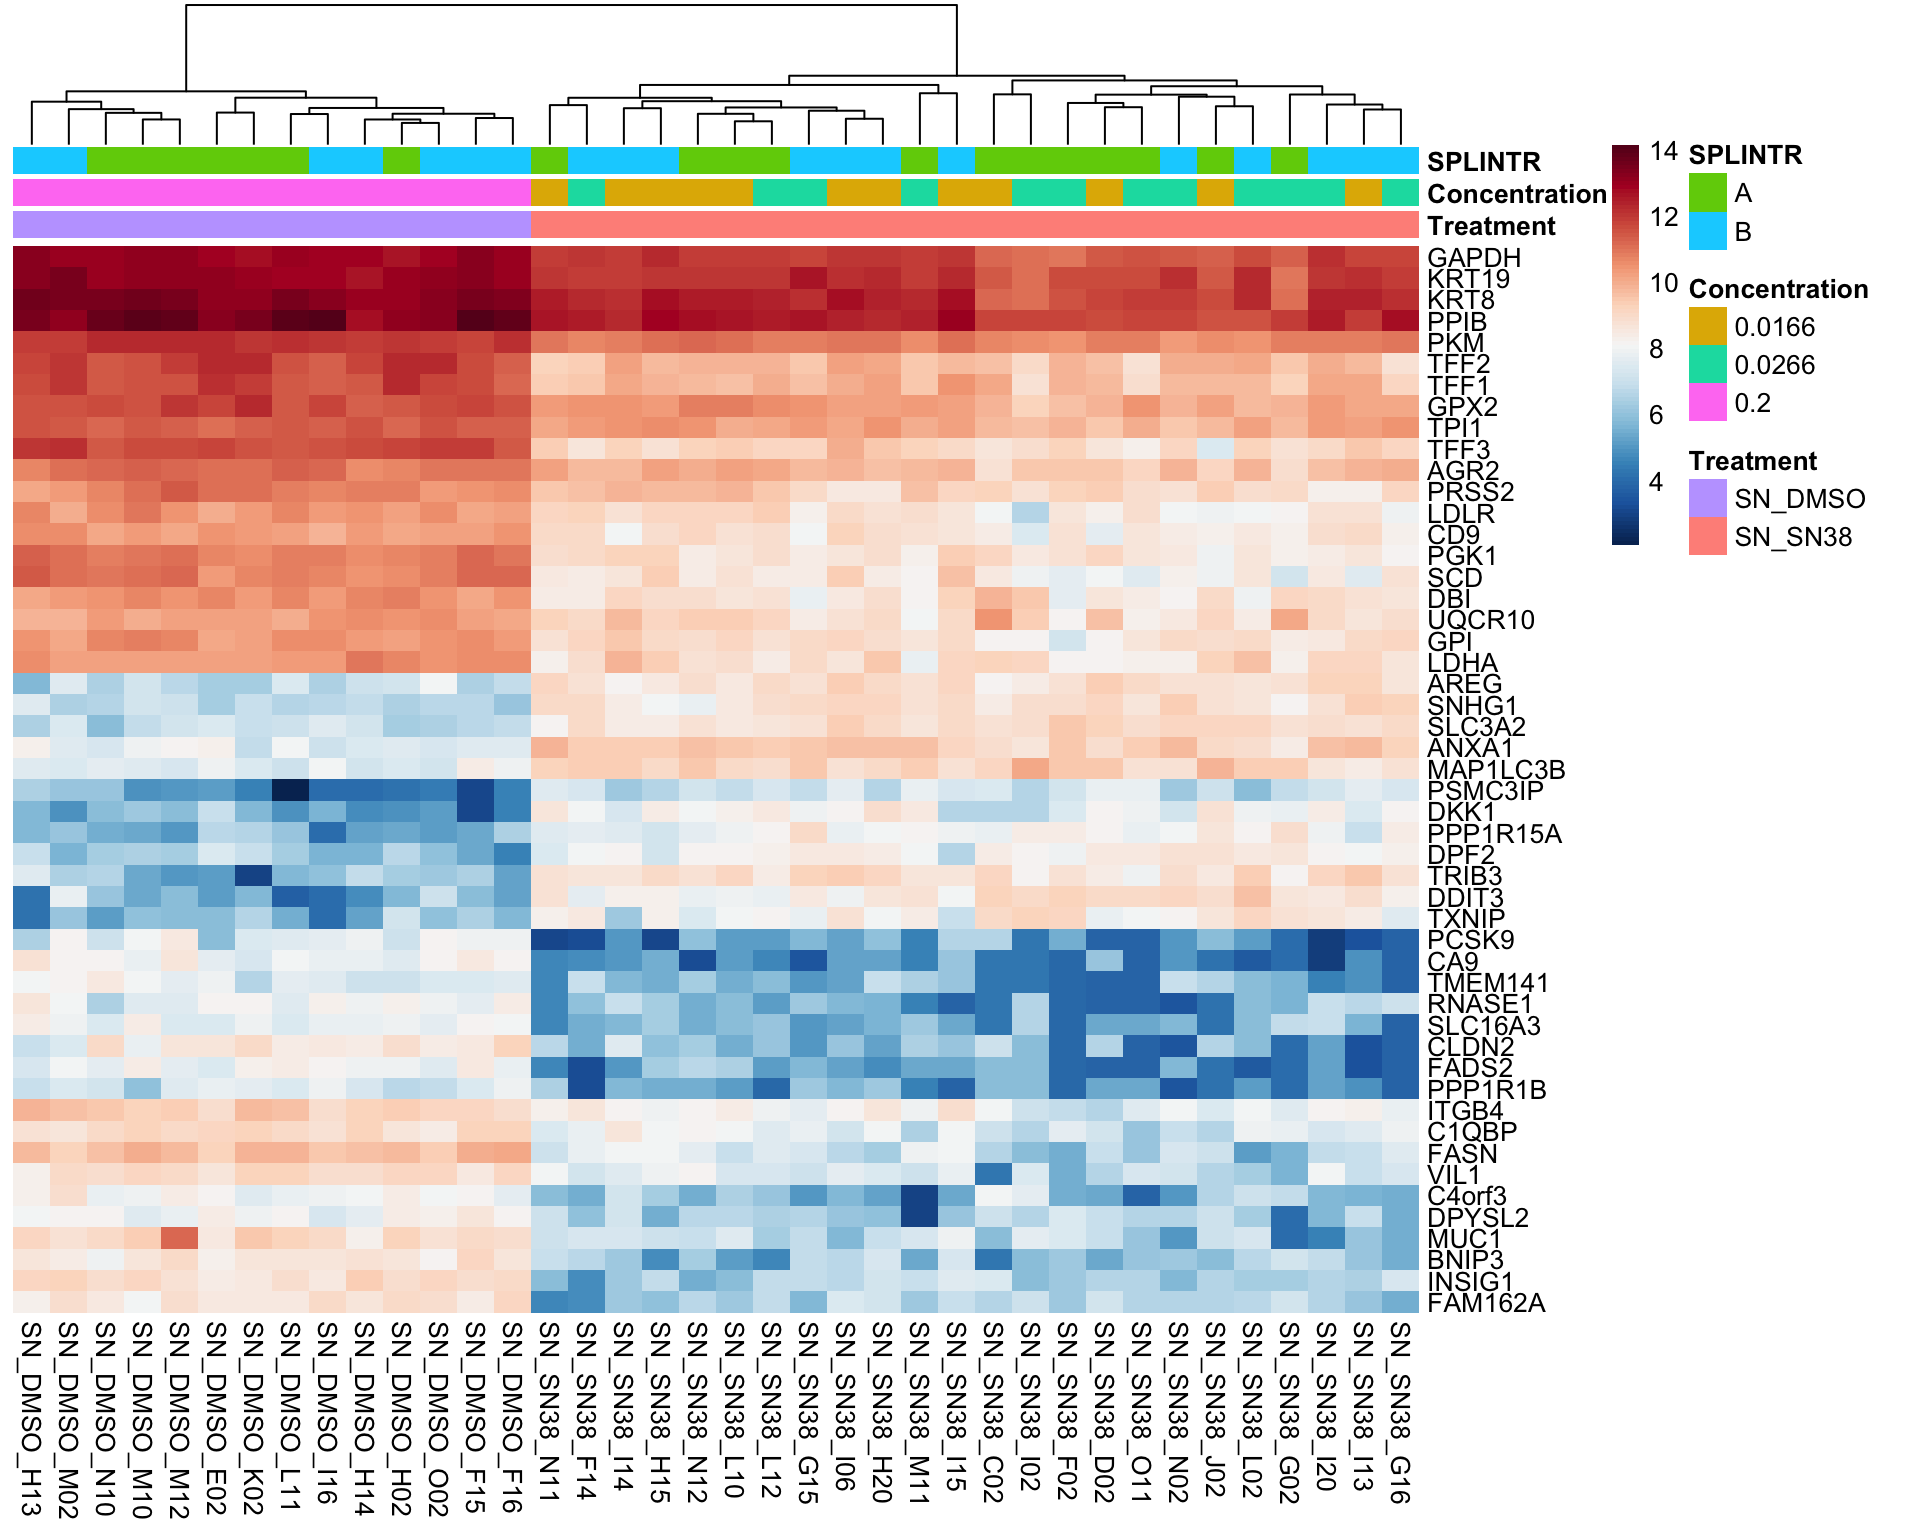 SPLINTR
Concentration
Treatment
GAPDH
KRT19
KRT8
PPIB
PKM
TFF2
TFF1
GPX2
TPI1
TFF3
AGR2
PRSS2
LDLR
CD9
PGK1
SCD
DBI
UQCR10
GPI
LDHA
AREG
SNHG1
SLC3A2
ANXA1
MAP1LC3B
PSMC3IP
DKK1
PPP1R15A
DPF2
TRIB3
DDIT3
TXNIP
PCSK9
CA9
TMEM141
RNASE1
SLC16A3
CLDN2
FADS2
PPP1R1B
ITGB4
C1QBP
FASN
VIL1
C4orf3
DPYSL2
MUC1
BNIP3
INSIG1
FAM162A
SN_DMSO_H13
SN_DMSO_M02
SN_DMSO_N10
SN_DMSO_M10
SN_DMSO_M12
SN_DMSO_E02
SN_DMSO_K02
SN_DMSO_L11
SN_DMSO_I16
SN_DMSO_H14
SN_DMSO_H02
SN_DMSO_O02
SN_DMSO_F15
SN_DMSO_F16
SN_SN38_N11
SN_SN38_F14
SN_SN38_I14
SN_SN38_H15
SN_SN38_N12
SN_SN38_L10
SN_SN38_L12
SN_SN38_G15
SN_SN38_I06
SN_SN38_H20
SN_SN38_M11
SN_SN38_I15
SN_SN38_C02
SN_SN38_I02
SN_SN38_F02
SN_SN38_D02
SN_SN38_O11
SN_SN38_N02
SN_SN38_J02
SN_SN38_L02
SN_SN38_G02
SN_SN38_I20
SN_SN38_I13
SN_SN38_G16
14
12
10
8
6
4
SPLINTR
A
B
Concentration
0.0166
0.0266
0.2
Treatment
SN_DMSO
SN_SN38